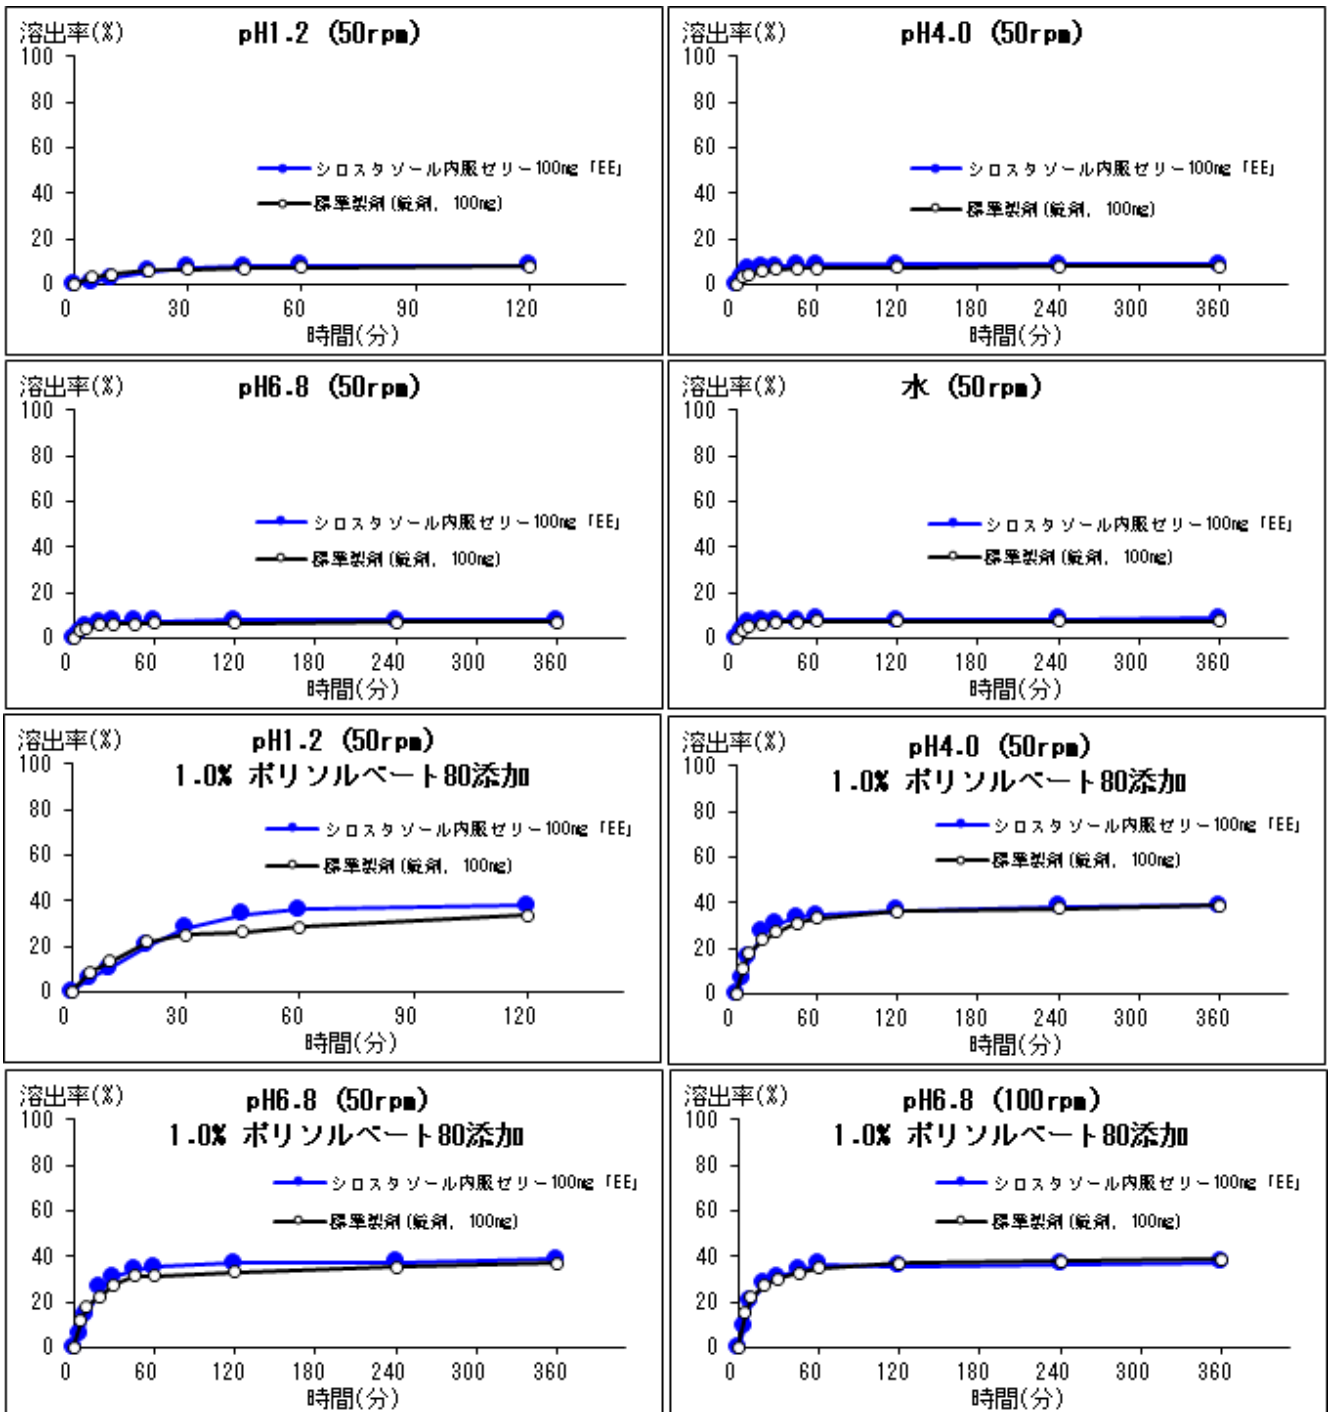 溶出率(%)
pH1.2 (50rpm)
100
80
60
40
20
0
シロスタゾール内服ゼリー100mg「EE」
標準製剤(錠剤, 100mg)
0 30 60 90 120
時間(分)
溶出率(%)
pH4.0 (50rpm)
100
80
60
40
20
0
シロスタゾール内服ゼリー100mg「EE」
標準製剤(錠剤, 100mg)
0 60 120 180 240 300 360
時間(分)
溶出率(%)
pH6.8 (50rpm)
100
80
60
40
20
0
シロスタゾール内服ゼリー100mg「EE」
標準製剤(錠剤, 100mg)
0 60 120 180 240 300 360
時間(分)
溶出率(%)
水 (50rpm)
100
80
60
40
20
0
シロスタゾール内服ゼリー100mg「EE」
標準製剤(錠剤, 100mg)
0 60 120 180 240 300 360
時間(分)
溶出率(%)
pH1.2 (50rpm)
1.0% ポリソルベート80添加
100
80
60
40
20
0
シロスタゾール内服ゼリー100mg「EE」
標準製剤(錠剤, 100mg)
0 30 60 90 120
時間(分)
溶出率(%)
pH4.0 (50rpm)
1.0% ポリソルベート80添加
100
80
60
40
20
0
シロスタゾール内服ゼリー100mg「EE」
標準製剤(錠剤, 100mg)
0 60 120 180 240 300 360
時間(分)
溶出率(%)
pH6.8 (50rpm)
1.0% ポリソルベート80添加
100
80
60
40
20
0
シロスタゾール内服ゼリー100mg「EE」
標準製剤(錠剤, 100mg)
0 60 120 180 240 300 360
時間(分)
溶出率(%)
pH6.8 (100rpm)
1.0% ポリソルベート80添加
100
80
60
40
20
0
シロスタゾール内服ゼリー100mg「EE」
標準製剤(錠剤, 100mg)
0 60 120 180 240 300 360
時間(分)